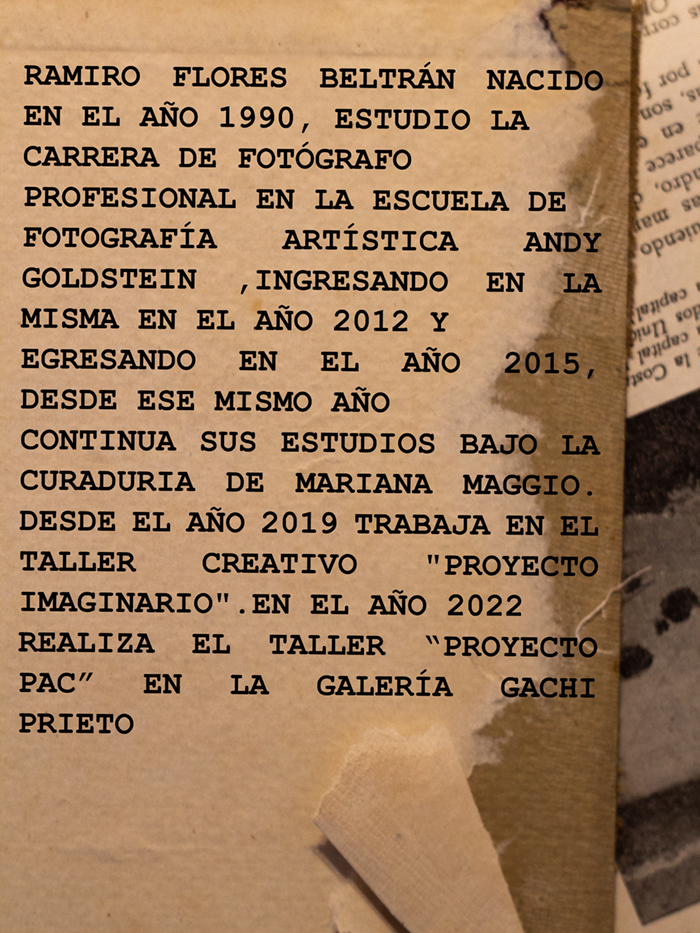 RAMIRO FLORES BELTRÁN NACIDO
EN EL AÑO 1990, ESTUDIO LA
CARRERA DE FOTÓGRAFO
PROFESIONAL EN LA ESCUELA DE
FOTOGRAFÍA ARTÍSTICA ANDY
GOLDSTEIN ,INGRESANDO EN LA
MISMA EN EL AÑO 2012 Y
EGRESANDO EN EL AÑO 2015,
DESDE ESE MISMO AÑO
CONTINUA SUS ESTUDIOS BAJO LA
CURADURIA DE MARIANA MAGGIO.
DESDE EL AÑO 2019 TRABAJA EN EL
TALLER CREATIVO "PROYECTO
IMAGINARIO".EN EL AÑO 2022
REALIZA EL TALLER “PROYECTO
PAC” EN LA GALERÍA GACHI
PRIETO
la Costa
capital